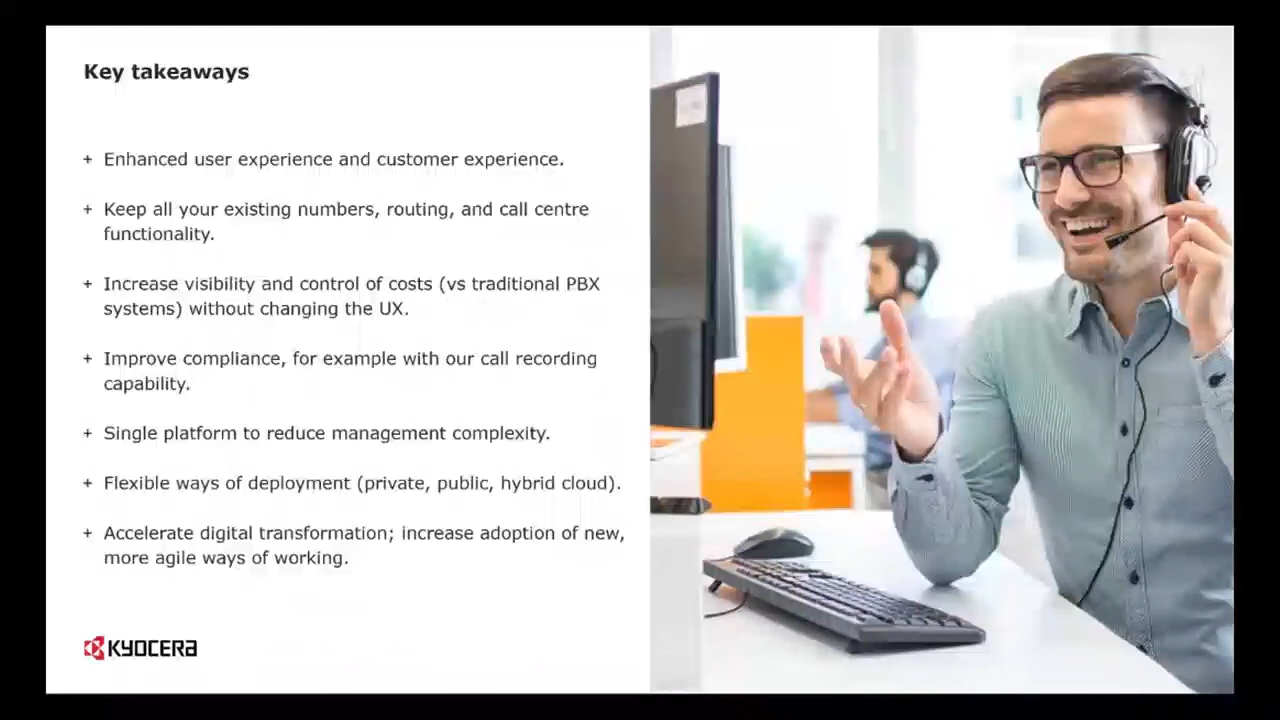 Key takeaways
+ Enhanced user experience and customer experience.
+ Keep all your existing numbers, routing, and call centre
functionality.
+ Increase visibility and control of costs (vs traditional PBX
systems) without changing the UX.
+ Improve compliance, for example with our call recording
capability.
+ Single platform to reduce management complexity.
+ Flexible ways of deployment (private, public, hybrid cloud).
+ Accelerate digital transformation; increase adoption of new,
more agile ways of working.
KYOCERA